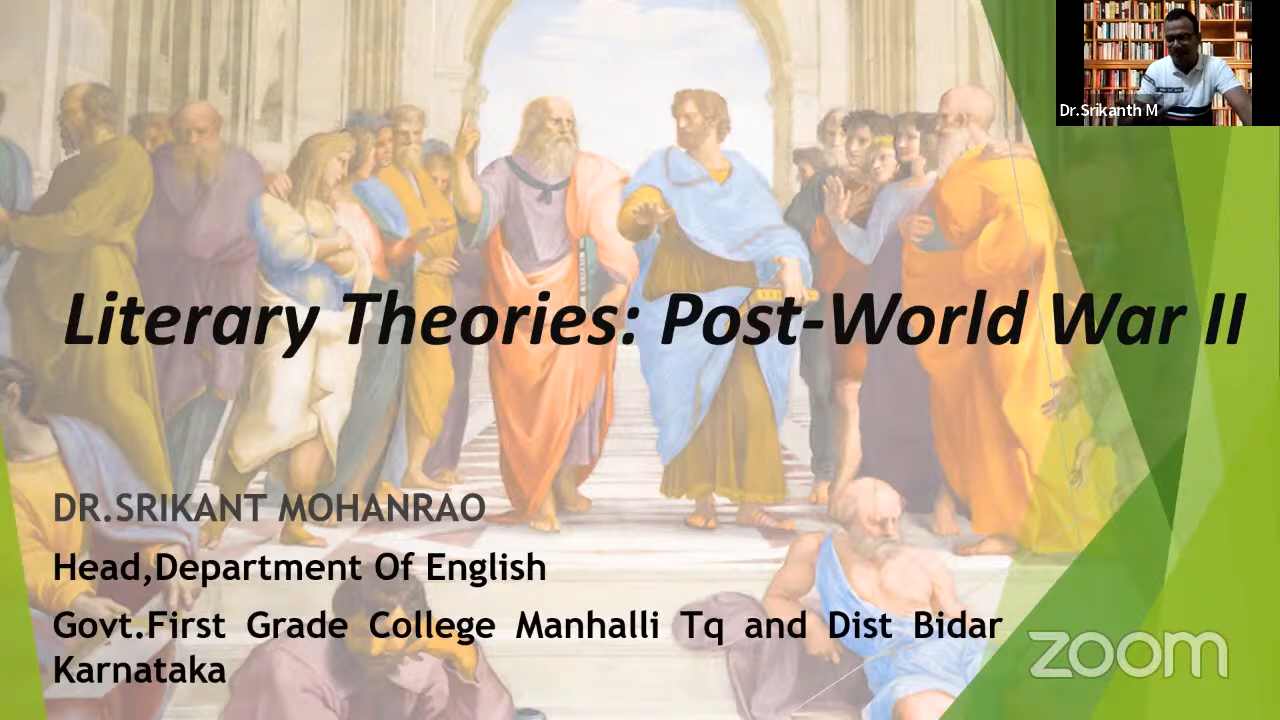 Dr.Srikanth M
Literary Theories: Post-World War II
DR.SRIKANT MOHANRAO
Head,Department Of English
Govt.First Grade College Manhalli Tq and Dist Bidar
Karnataka
zoom